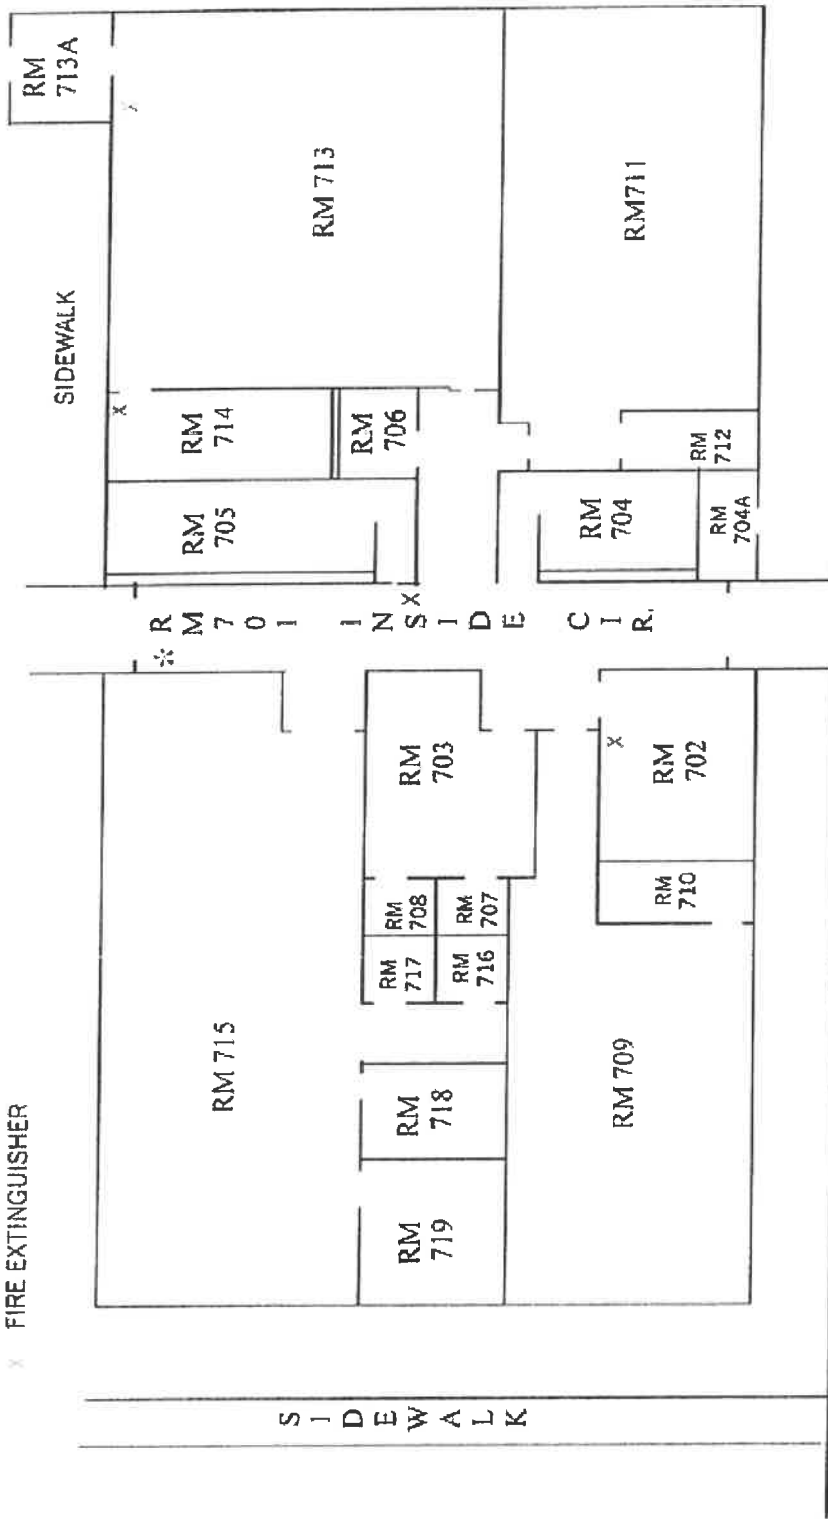 x FIRE EXTINGUISHER
SIDEWALK
RM
713A
RM 713
RM711
RM
714
RM
706
RM
712
RM
705
RM
704
RM
704A
x
x
x
RM701 INSIDE CIR.
*
RM 715
RM
703
x
RM
702
RM
708
RM
707
RM
710
RM
717
RM
716
RM
718
RM 709
RM
719
SIDEWALK